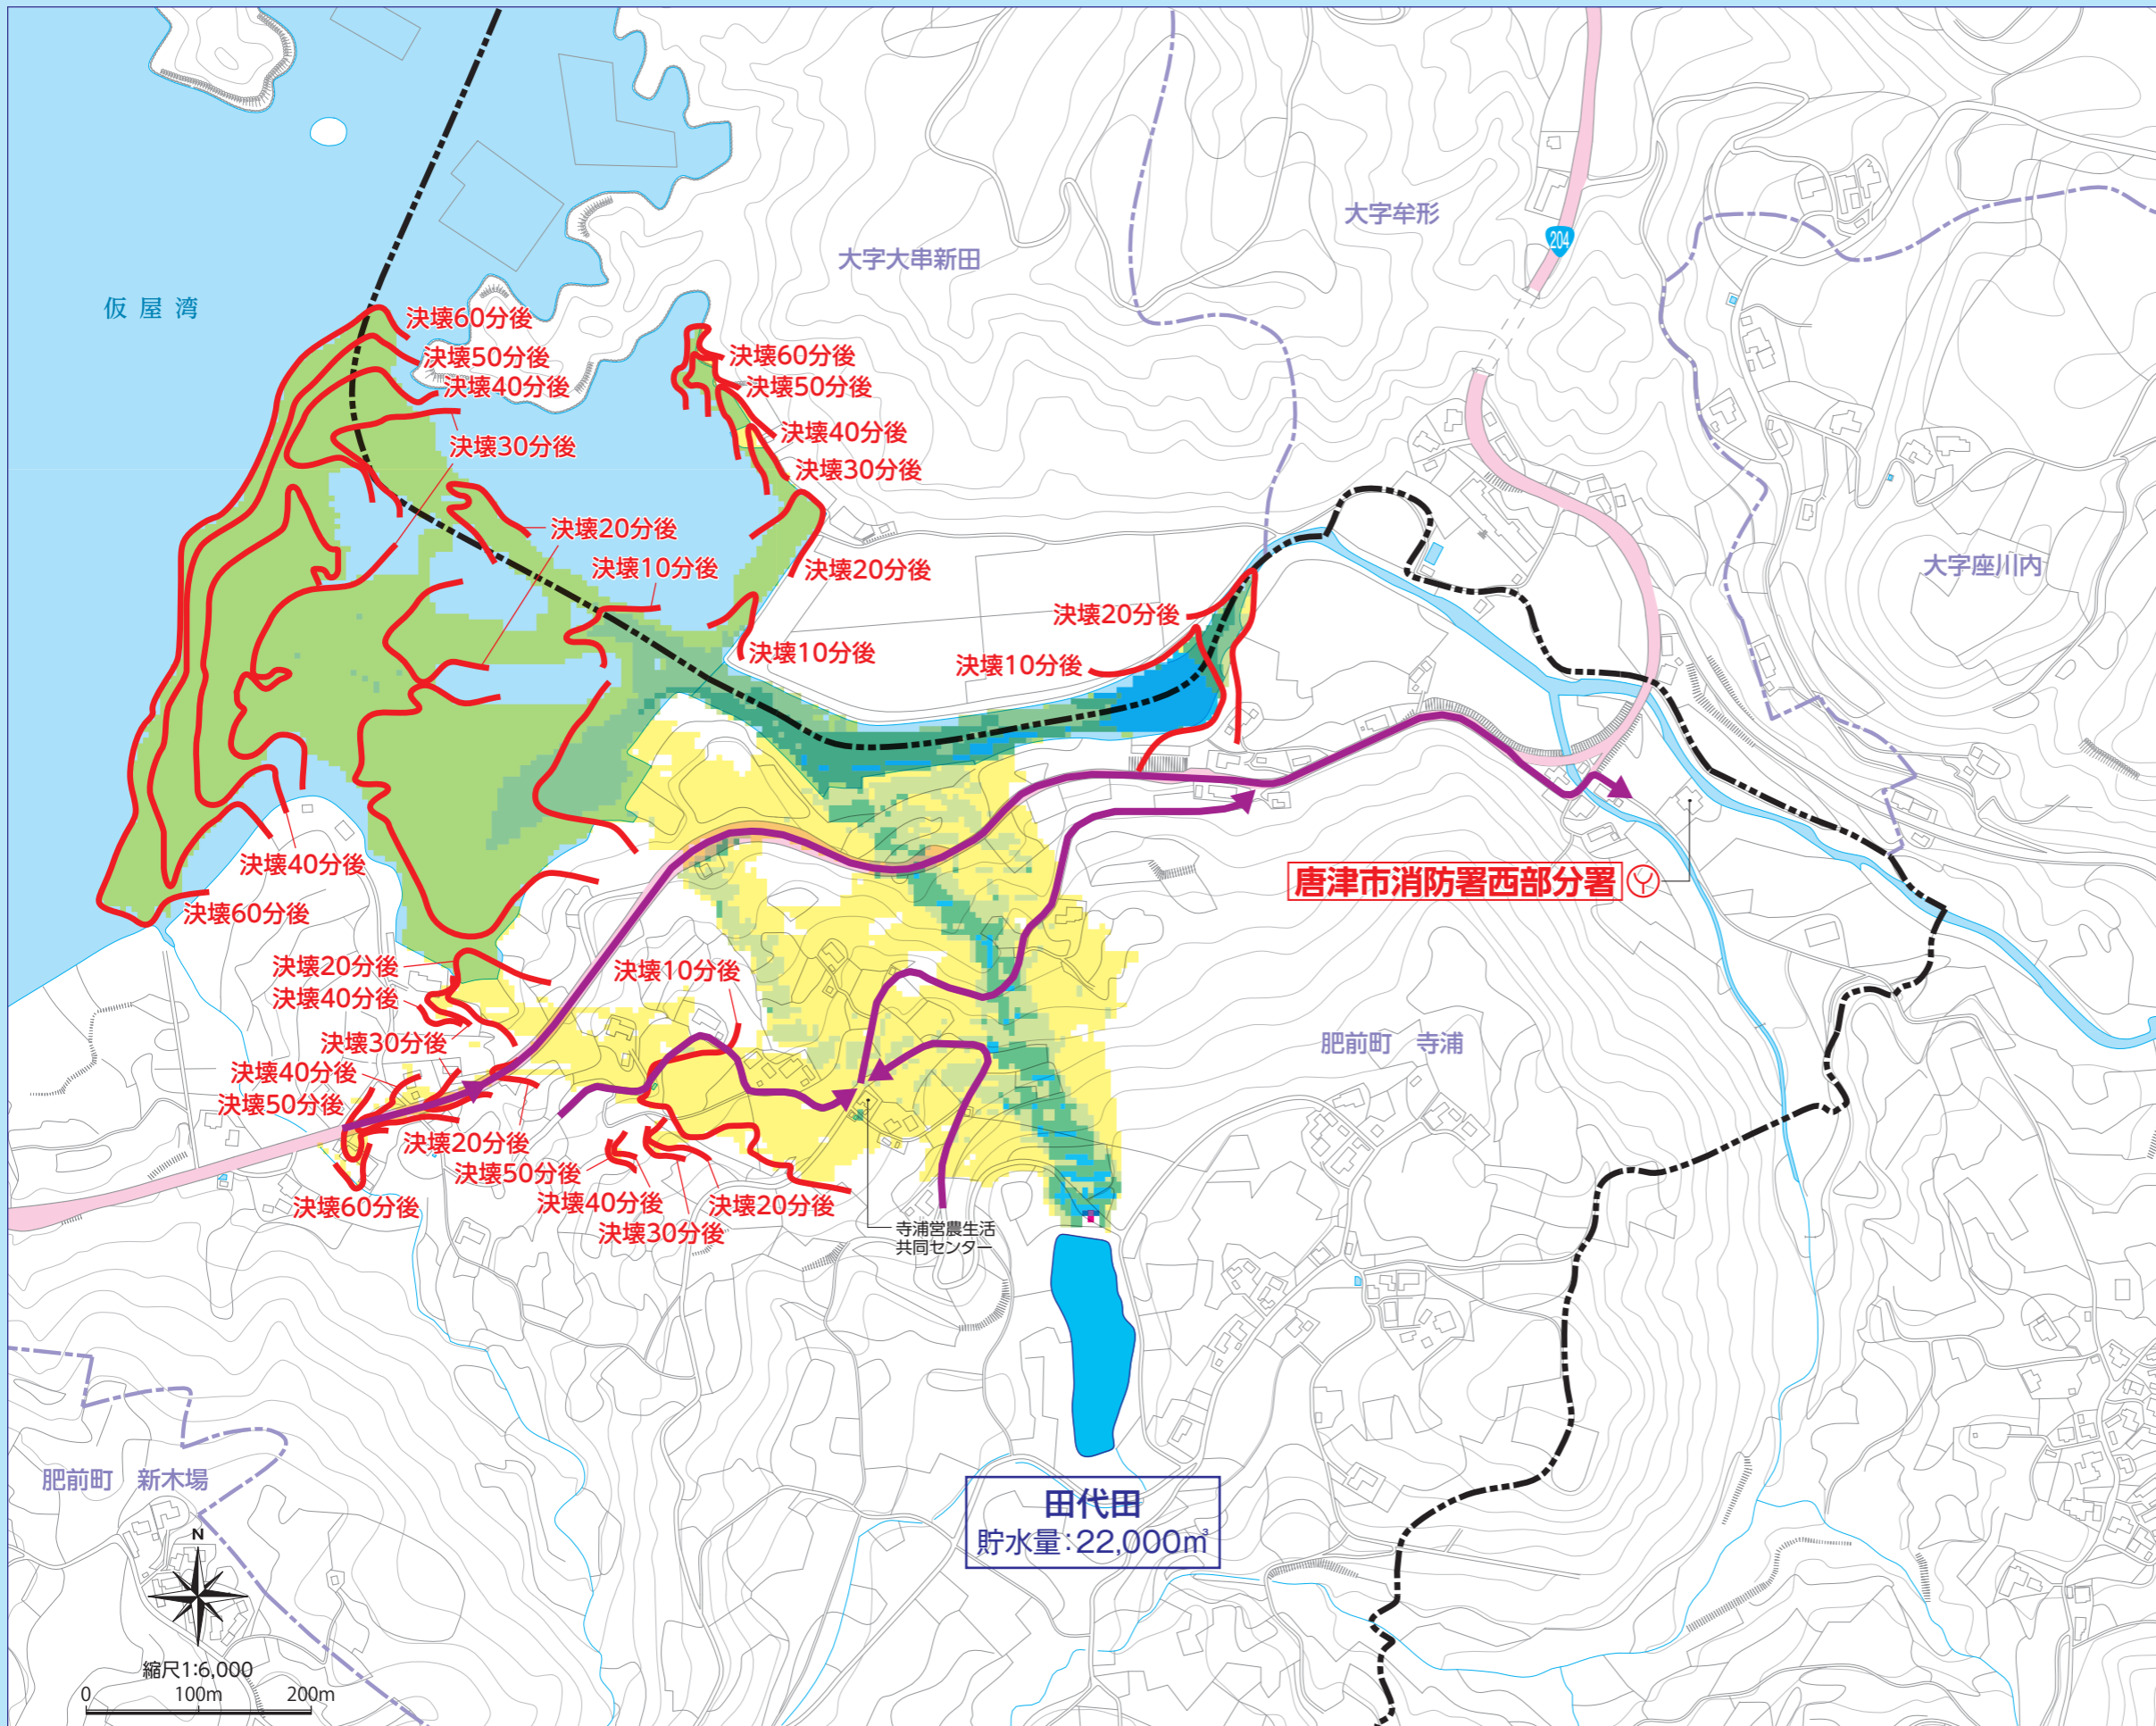 大字牟形
204
大字大串新田
仮屋湾
決壊60分後
決壊50分後
決壊40分後
決壊30分後
決壊60分後
決壊50分後
決壊40分後
決壊30分後
決壊20分後
決壊10分後
決壊20分後
大字座川内
決壊20分後
決壊10分後
決壊10分後
決壊40分後
決壊60分後
唐津市消防署西部分署
決壊20分後
決壊40分後
決壊10分後
決壊30分後
決壊40分後
決壊50分後
肥前町 寺浦
決壊20分後
決壊50分後
決壊40分後
決壊20分後
決壊60分後
決壊30分後
寺浦営農生活
共同センター
肥前町 新木場
田代田
貯水量:22,000㎥
N
縮尺1:6,000
0 100m 200m